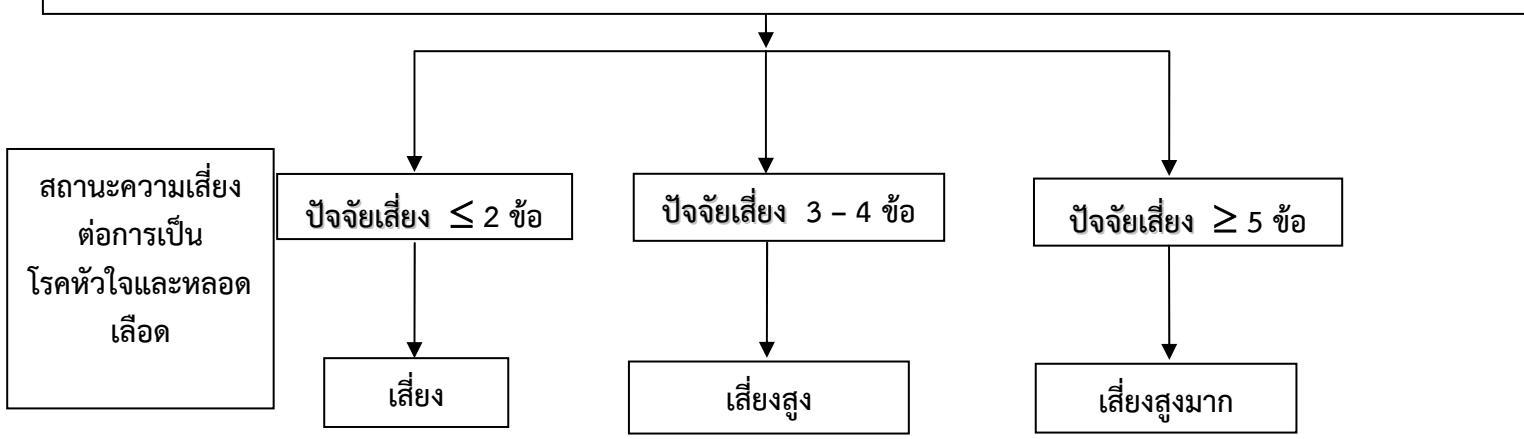 สถานะความเสี่ยง
ต่อการเป็น
โรคหัวใจและหลอด
เลือด
ปัจจัยเสี่ยง ≤ 2 ข้อ
ปัจจัยเสี่ยง 3 – 4 ข้อ
ปัจจัยเสี่ยง ≥ 5 ข้อ
เสี่ยง
เสี่ยงสูง
เสี่ยงสูงมาก